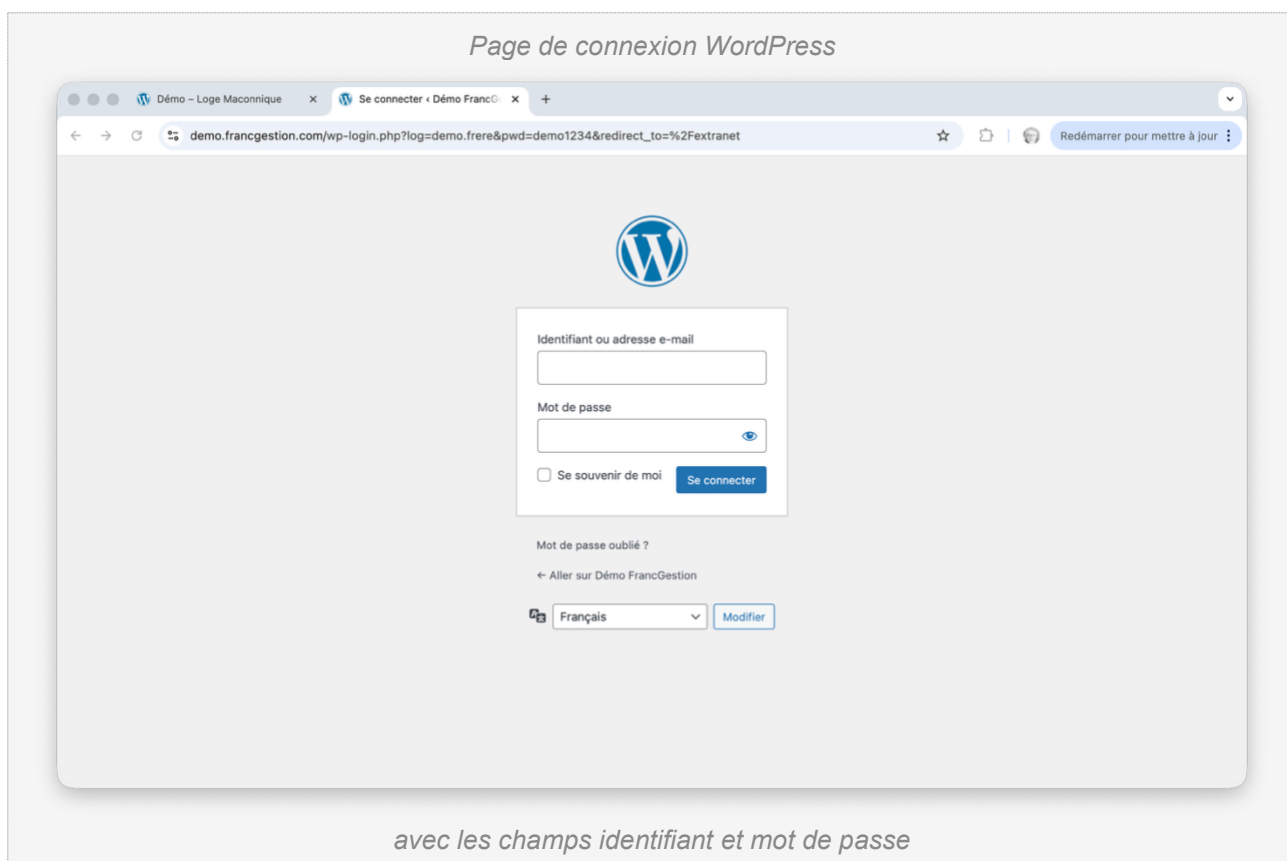 Page de connexion WordPress
Démo – Loge Maconnique
Se connecter ‹ Démo FrancG
demo.francgestion.com/wp-login.php?log=demo.frere&pwd=demo1234&redirect_to=%2Fextranet
Redémarrer pour mettre à jour
Identifiant ou adresse e-mail
Mot de passe
Se souvenir de moi
Se connecter
Mot de passe oublié ?
← Aller sur Démo FrancGestion
Français
Modifier
avec les champs identifiant et mot de passe